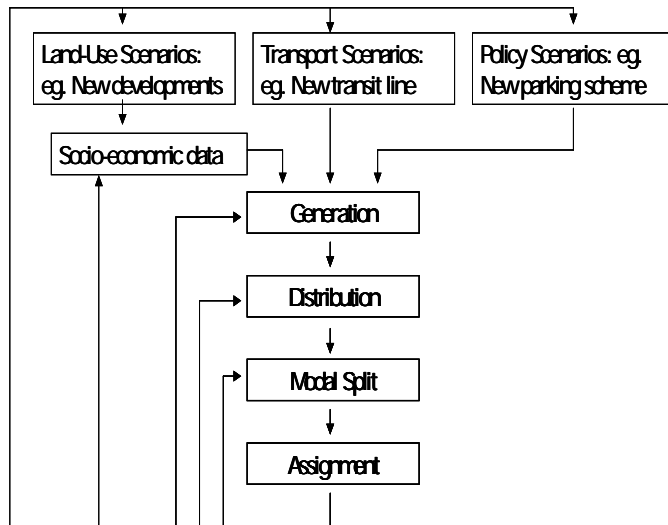 Land-Use Scenarios:
eg. New developments
Transport Scenarios:
eg. New transit line
Policy Scenarios: eg.
New parking scheme
Socio-economic data
Generation
Distribution
Modal Split
Assignment